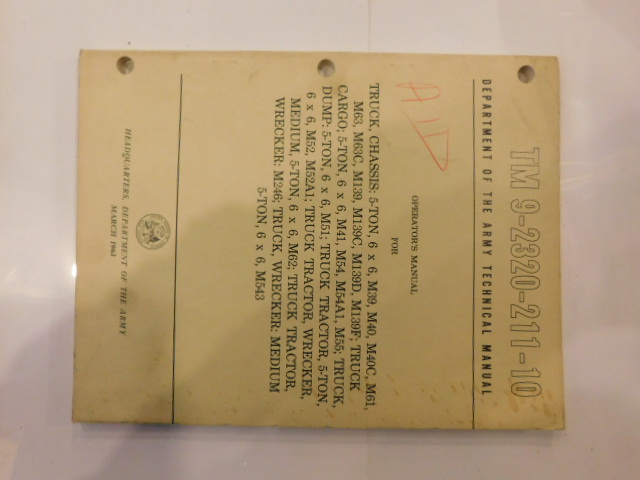 TM 9-2320-211-10
DEPARTMENT OF THE ARMY TECHNICAL MANUAL
AID
OPERATOR'S MANUAL
FOR
TRUCK, CHASSIS: 5-TON, 6 x 6, M39, M40, M40C, M61,
M63, M63C, M139, M139C, M139D, M139F; TRUCK
CARGO; 5-TON, 6 x 6, M41, M54, M54A1, M55; TRUCK,
DUMP: 5-TON, 6 x 6, M51; TRUCK TRACTOR, 5-TON,
6 x 6, M52, M52A1; TRUCK TRACTOR, WRECKER,
MEDIUM, 5-TON, 6 x 6, M62; TRUCK TRACTOR,
WRECKER: M246; TRUCK, WRECKER: MEDIUM
5-TON, 6 x 6, M543
HEADQUARTERS, DEPARTMENT OF THE ARMY
MARCH 1963